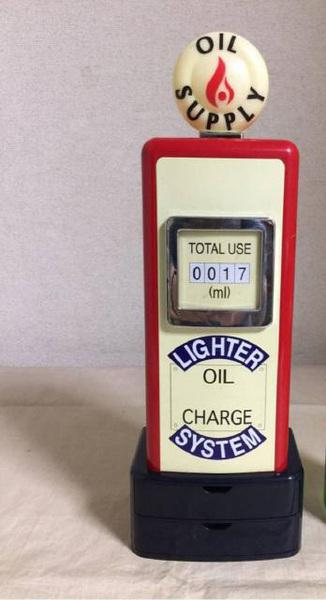 OIL
SUPPLY
TOTAL USE
0017
(ml)
LIGHTER
OIL
CHARGE
SYSTEM